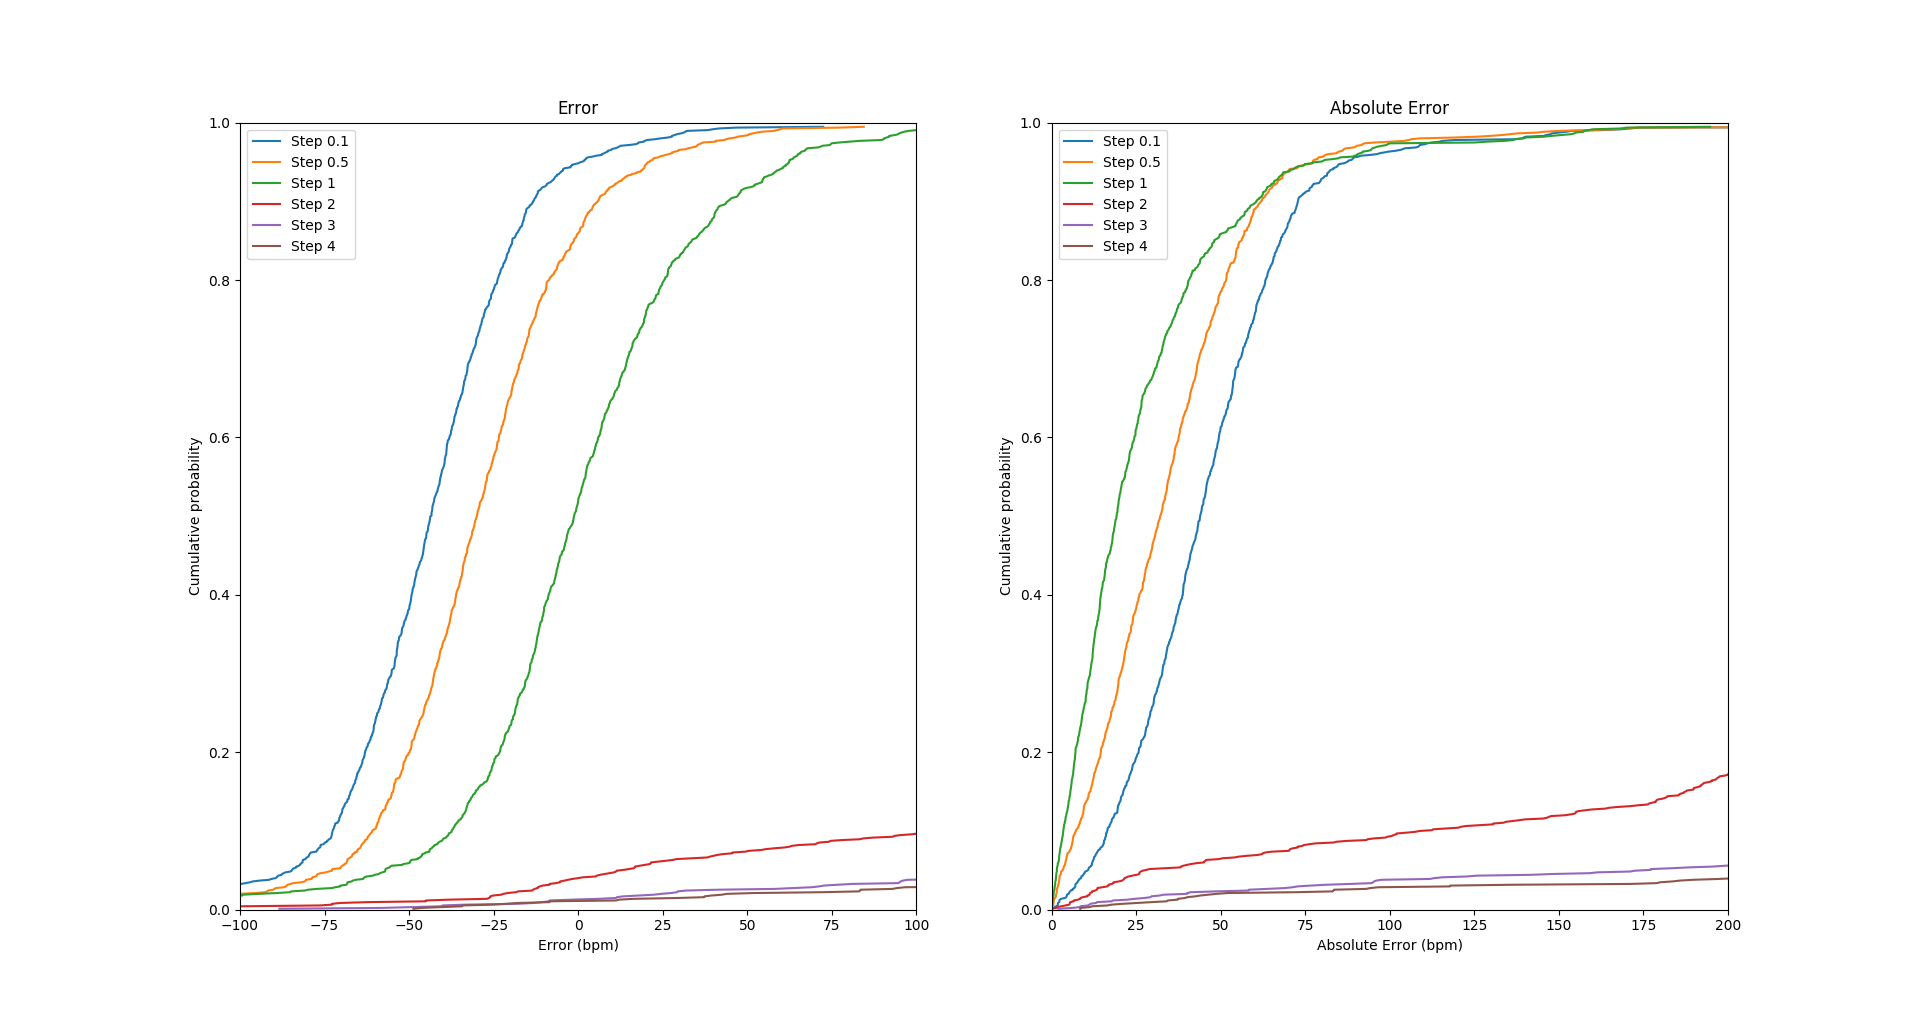 Error
Cumulative probability
1.0
0.8
0.6
0.4
0.2
0.0
Step 0.1
Step 0.5
Step 1
Step 2
Step 3
Step 4
−100 −75 −50 −25 0 25 50 75 100
Error (bpm)
Absolute Error
Cumulative probability
1.0
0.8
0.6
0.4
0.2
0.0
Step 0.1
Step 0.5
Step 1
Step 2
Step 3
Step 4
0 25 50 75 100 125 150 175 200
Absolute Error (bpm)